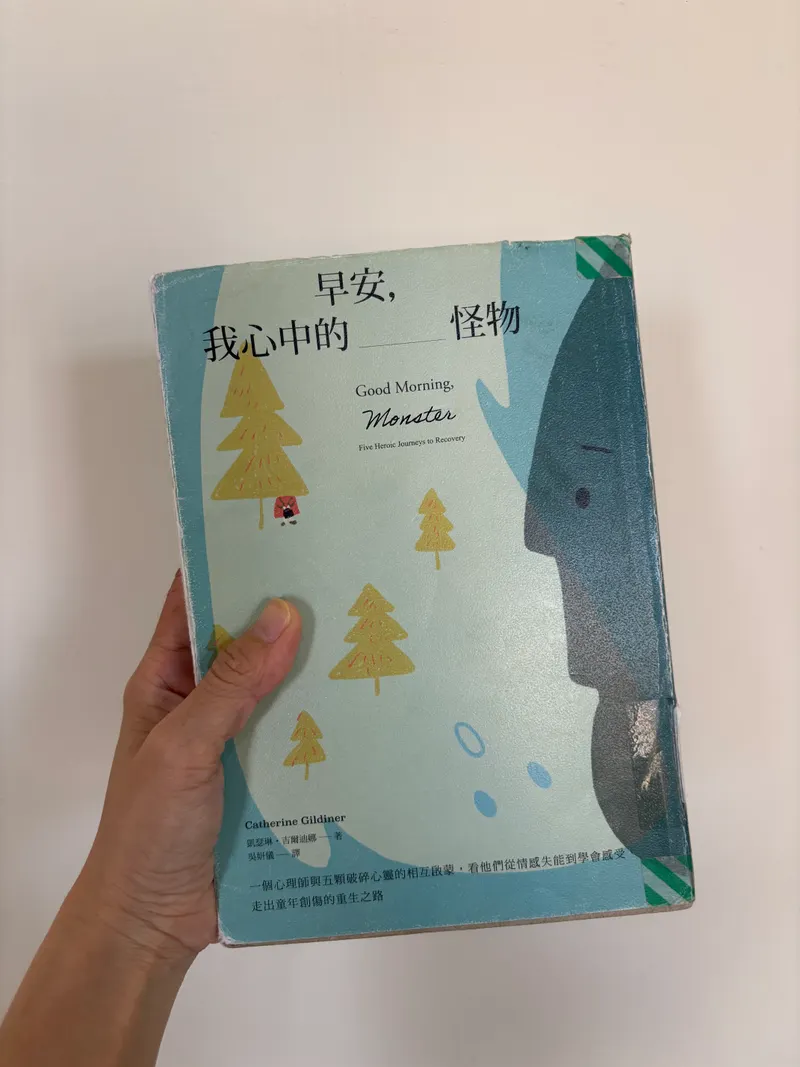 早安,
我心中的 ____ 怪物
Good Morning,
Monster
Five Heroic Journeys to Recovery
Catherine Gildiner
凱瑟琳・吉爾迪娜——著
吳妍儀——譯
一個心理師與五顆破碎心靈的相互啟蒙，看他們從情感失能到學會感受
走出童年創傷的重生之路